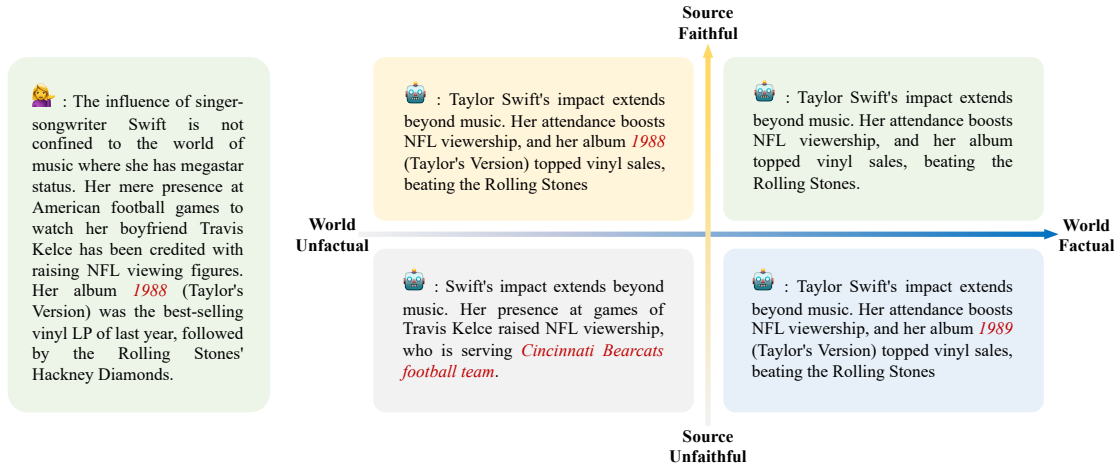 : The influence of singer-
songwriter Swift is not
confined to the world of
music where she has megastar
status. Her mere presence at
American football games to
watch her boyfriend Travis
Kelce has been credited with
raising NFL viewing figures.
Her album 1988 (Taylor's
Version) was the best-selling
vinyl LP of last year, followed
by the Rolling Stones'
Hackney Diamonds.
Source
Faithful
: Taylor Swift's impact extends
beyond music. Her attendance boosts
NFL viewership, and her album 1988
(Taylor's Version) topped vinyl sales,
beating the Rolling Stones
: Taylor Swift's impact extends
beyond music. Her attendance boosts
NFL viewership, and her album
topped vinyl sales, beating the
Rolling Stones.
World
Unfactual
World
Factual
: Swift's impact extends beyond
music. Her presence at games of
Travis Kelce raised NFL viewership,
who is serving Cincinnati Bearcats
football team.
: Taylor Swift's impact extends
beyond music. Her attendance boosts
NFL viewership, and her album 1989
(Taylor's Version) topped vinyl sales,
beating the Rolling Stones
Source
Unfaithful